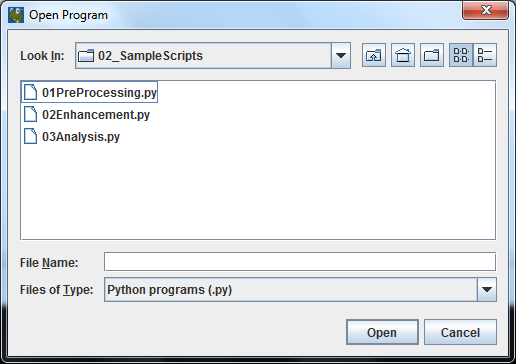 Open Program
Look In: 02_SampleScripts
01PreProcessing.py
02Enhancement.py
03Analysis.py
File Name:
Files of Type: Python programs (.py)
Open Cancel